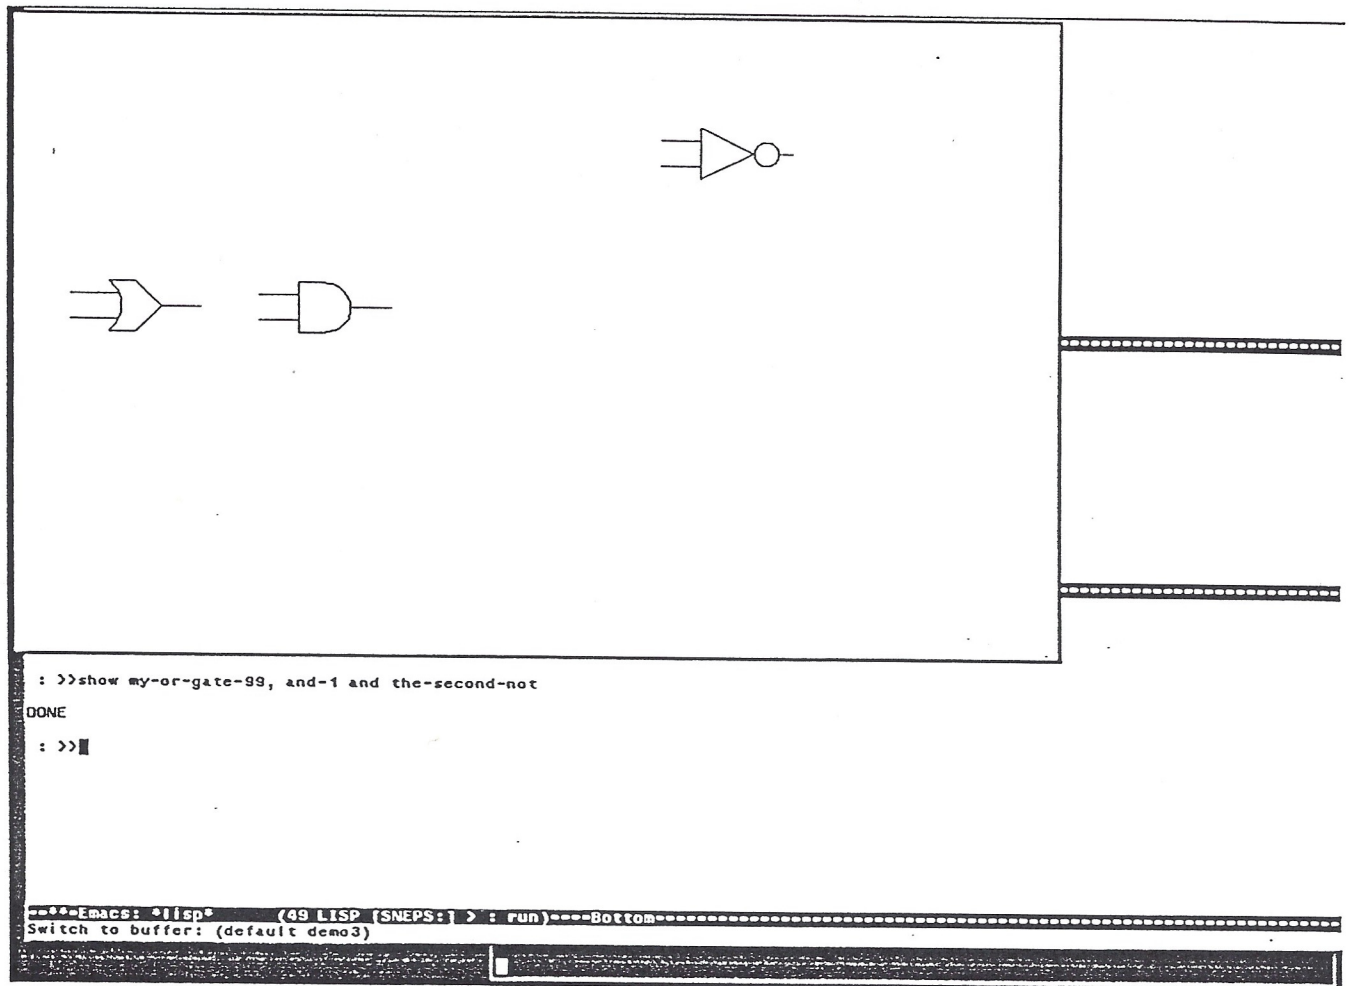 : >>show my-or-gate-99, and-1 and the-second-not
DONE
: >>
--**-Emacs: *lisp* (49 LISP [SNEPS:] > : run)----Bottom----
Switch to buffer: (default demo3)